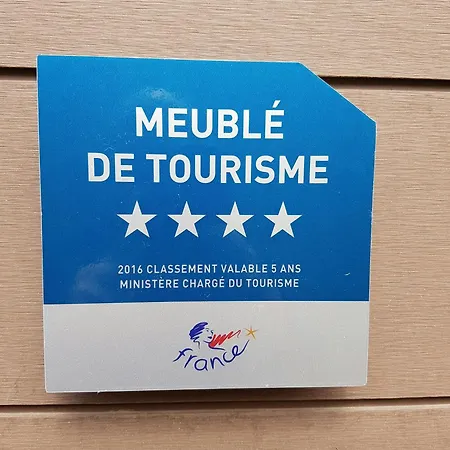 MEUBLÉ
DE TOURISME
2016 CLASSEMENT VALABLE 5 ANS
MINISTÈRE CHARGÉ DU TOURISME
france